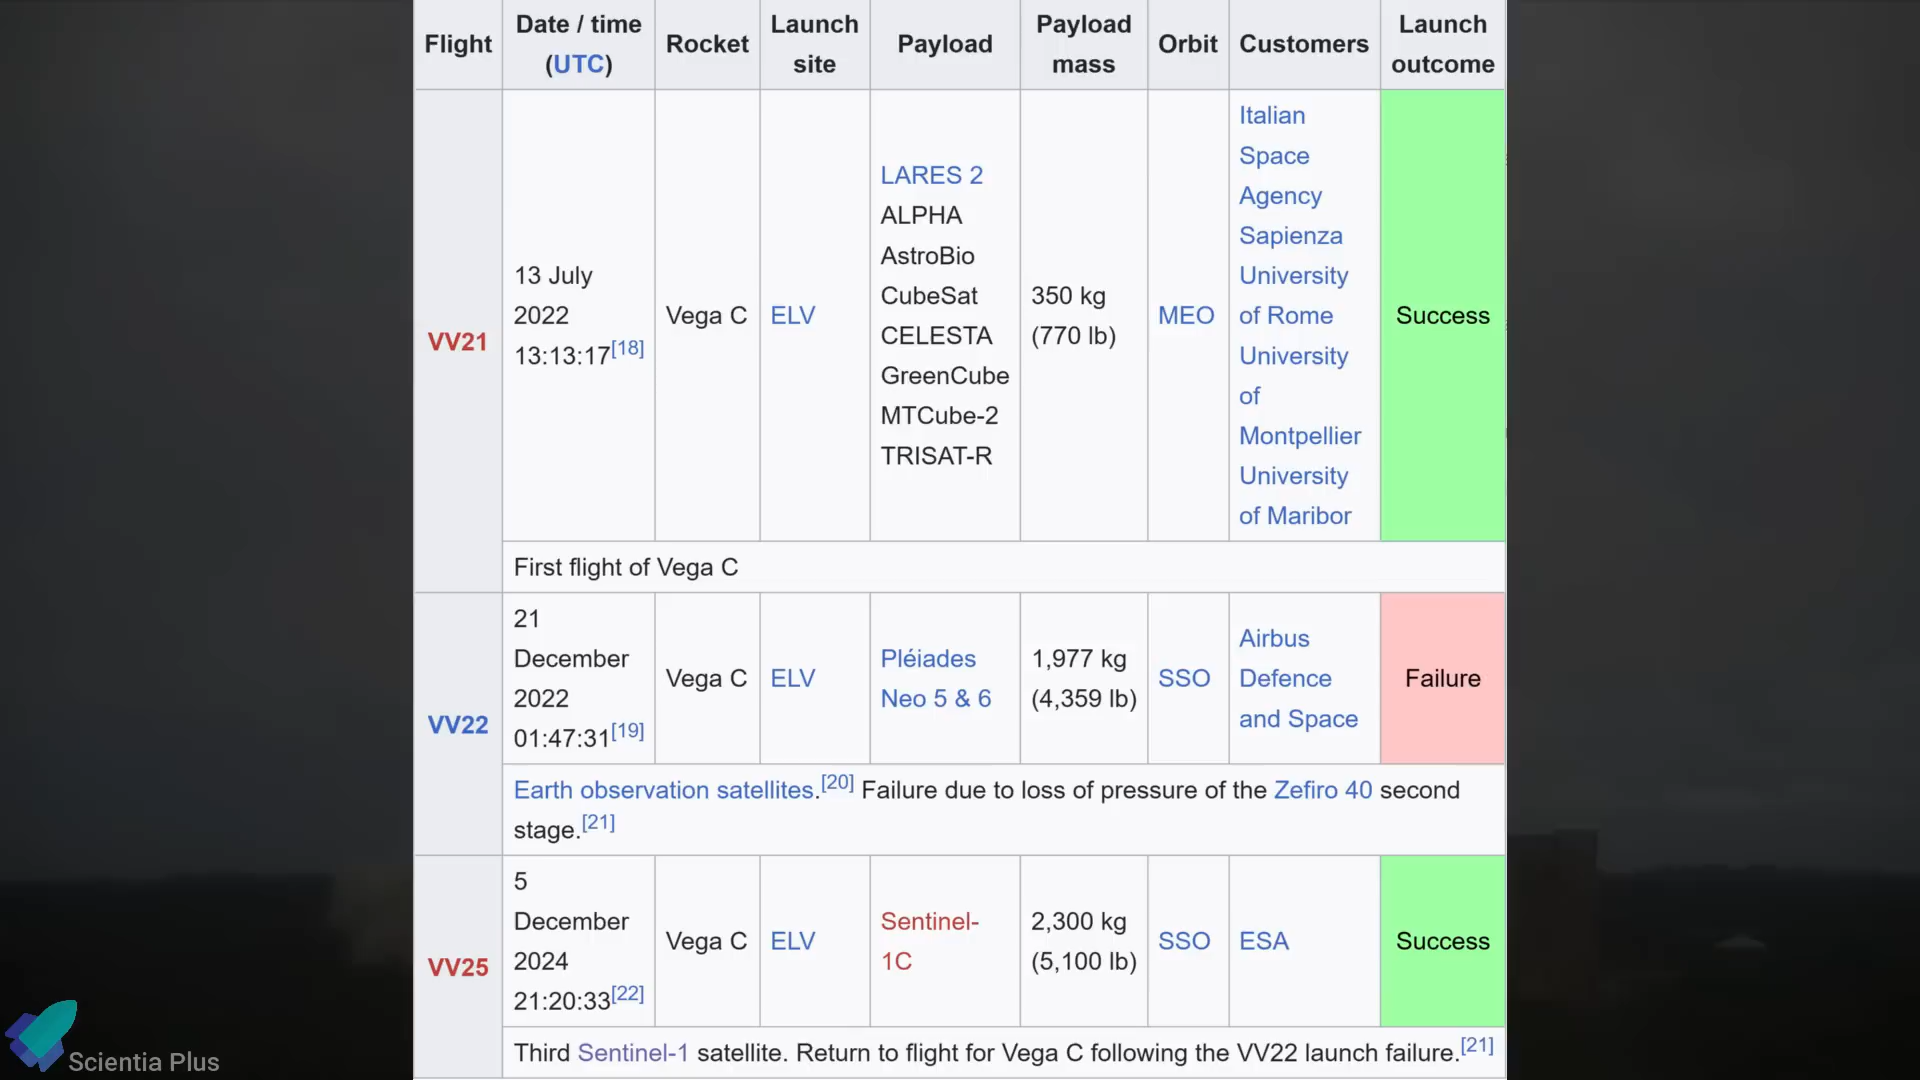 Flight
Date / time
(UTC)
Rocket
Launch
site
Payload
Payload
mass
Orbit
Customers
Launch
outcome
VV21
13 July
2022
13:13:17[18]
Vega C
ELV
LARES 2
ALPHA
AstroBio
CubeSat
CELESTA
GreenCube
MTCube-2
TRISAT-R
350 kg
(770 lb)
MEO
Italian
Space
Agency
Sapienza
University
of Rome
University
of
Montpellier
University
of Maribor
Success
First flight of Vega C
VV22
21
December
2022
01:47:31[19]
Vega C
ELV
Pléiades
Neo 5 & 6
1,977 kg
(4,359 lb)
SSO
Airbus
Defence
and Space
Failure
Earth observation satellites.[20] Failure due to loss of pressure of the Zefiro 40 second
stage.[21]
VV25
5
December
2024
21:20:33[22]
Vega C
ELV
Sentinel-
1C
2,300 kg
(5,100 lb)
SSO
ESA
Success
Third Sentinel-1 satellite. Return to flight for Vega C following the VV22 launch failure.[21]
Scientia Plus